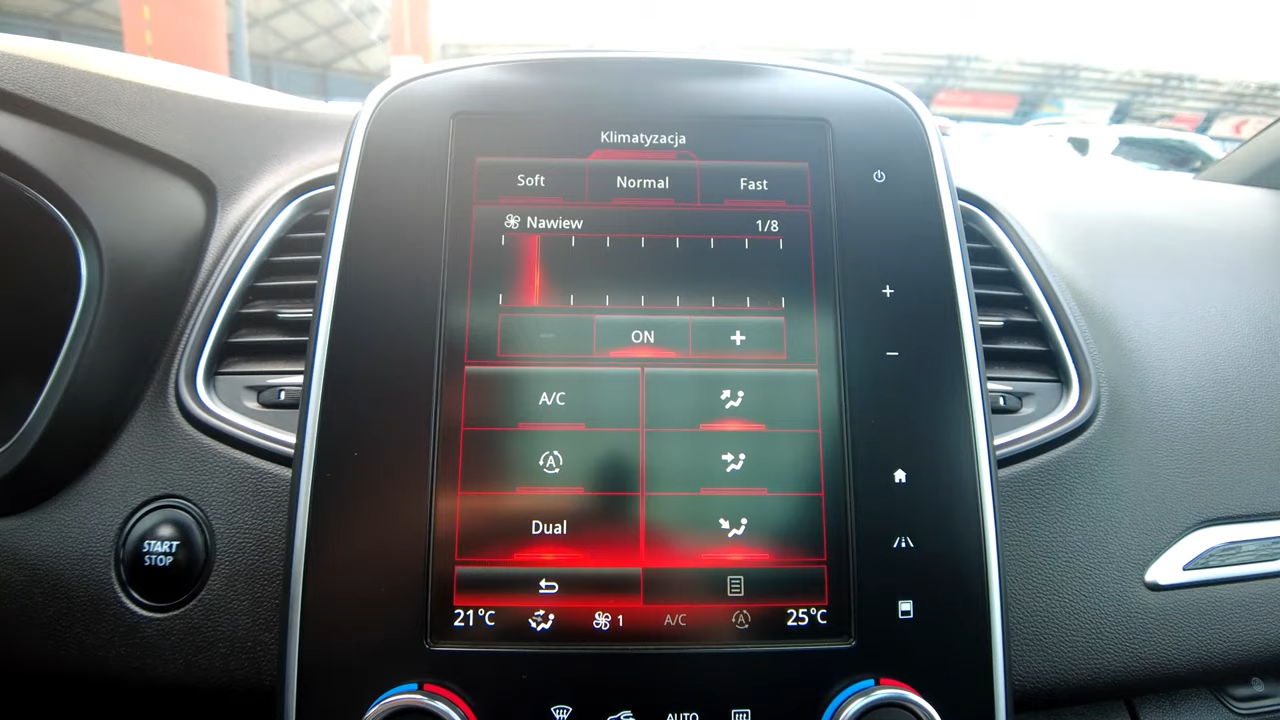 Klimatyzacja
Soft Normal Fast
Nawiew 1/8
ON
A/C
A
Dual
START
STOP
21°C 1 A/C A 25°C
AUTO